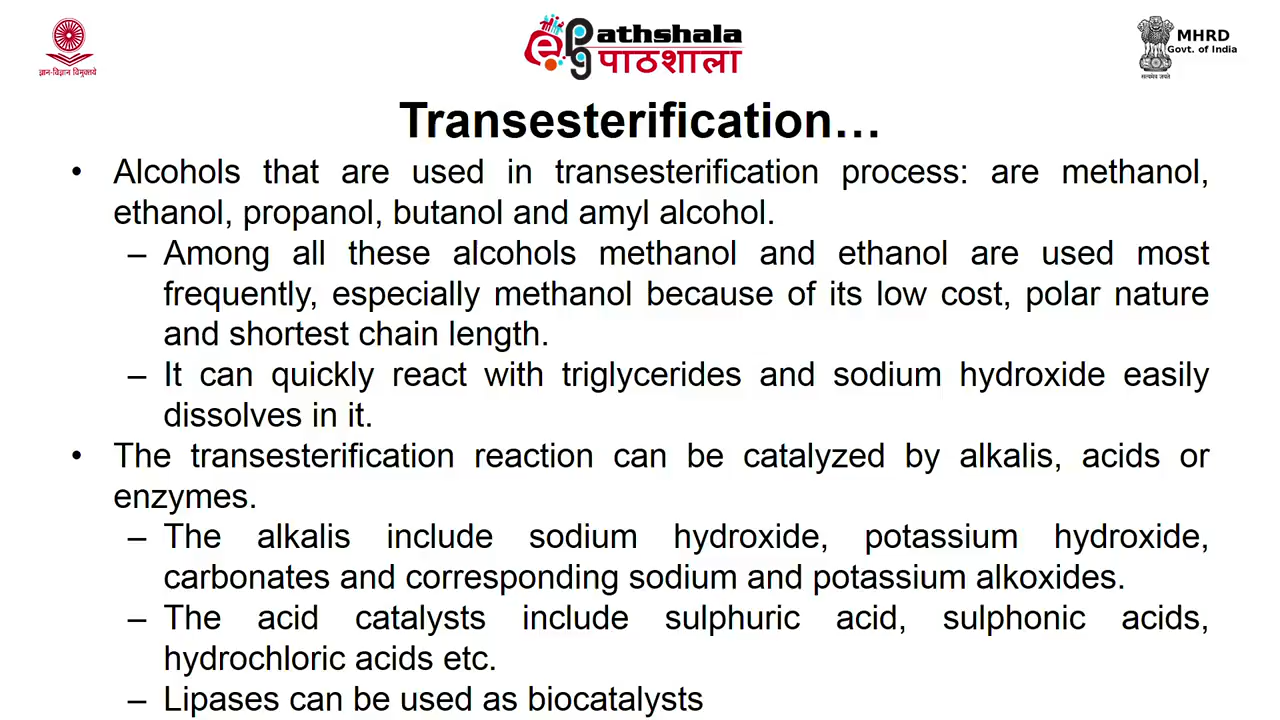 ज्ञान-विज्ञान विमुक्तये
e Pathshala
पाठशाला
MHRD
Govt. of India
सत्यमेव जयते
Transesterification…
• Alcohols that are used in transesterification process: are methanol,
ethanol, propanol, butanol and amyl alcohol.
– Among all these alcohols methanol and ethanol are used most
frequently, especially methanol because of its low cost, polar nature
and shortest chain length.
– It can quickly react with triglycerides and sodium hydroxide easily
dissolves in it.
• The transesterification reaction can be catalyzed by alkalis, acids or
enzymes.
– The alkalis include sodium hydroxide, potassium hydroxide,
carbonates and corresponding sodium and potassium alkoxides.
– The acid catalysts include sulphuric acid, sulphonic acids,
hydrochloric acids etc.
– Lipases can be used as biocatalysts